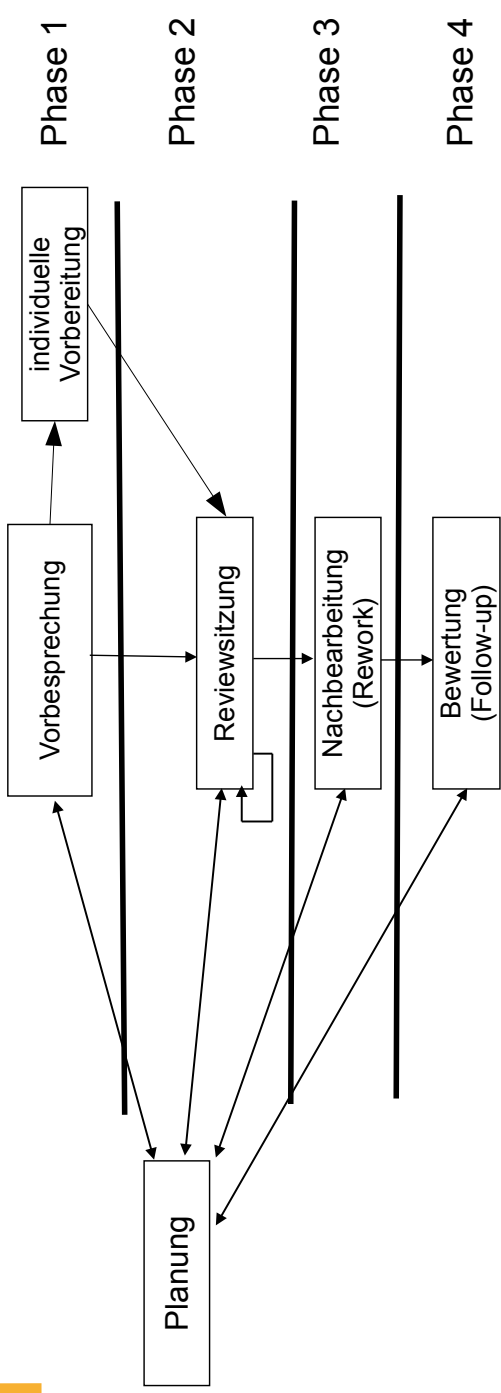 Vorbesprechung
individuelle
Vorbereitung
Phase 1
Planung
Reviewsitzung
Phase 2
Nachbearbeitung
(Rework)
Phase 3
Bewertung
(Follow-up)
Phase 4